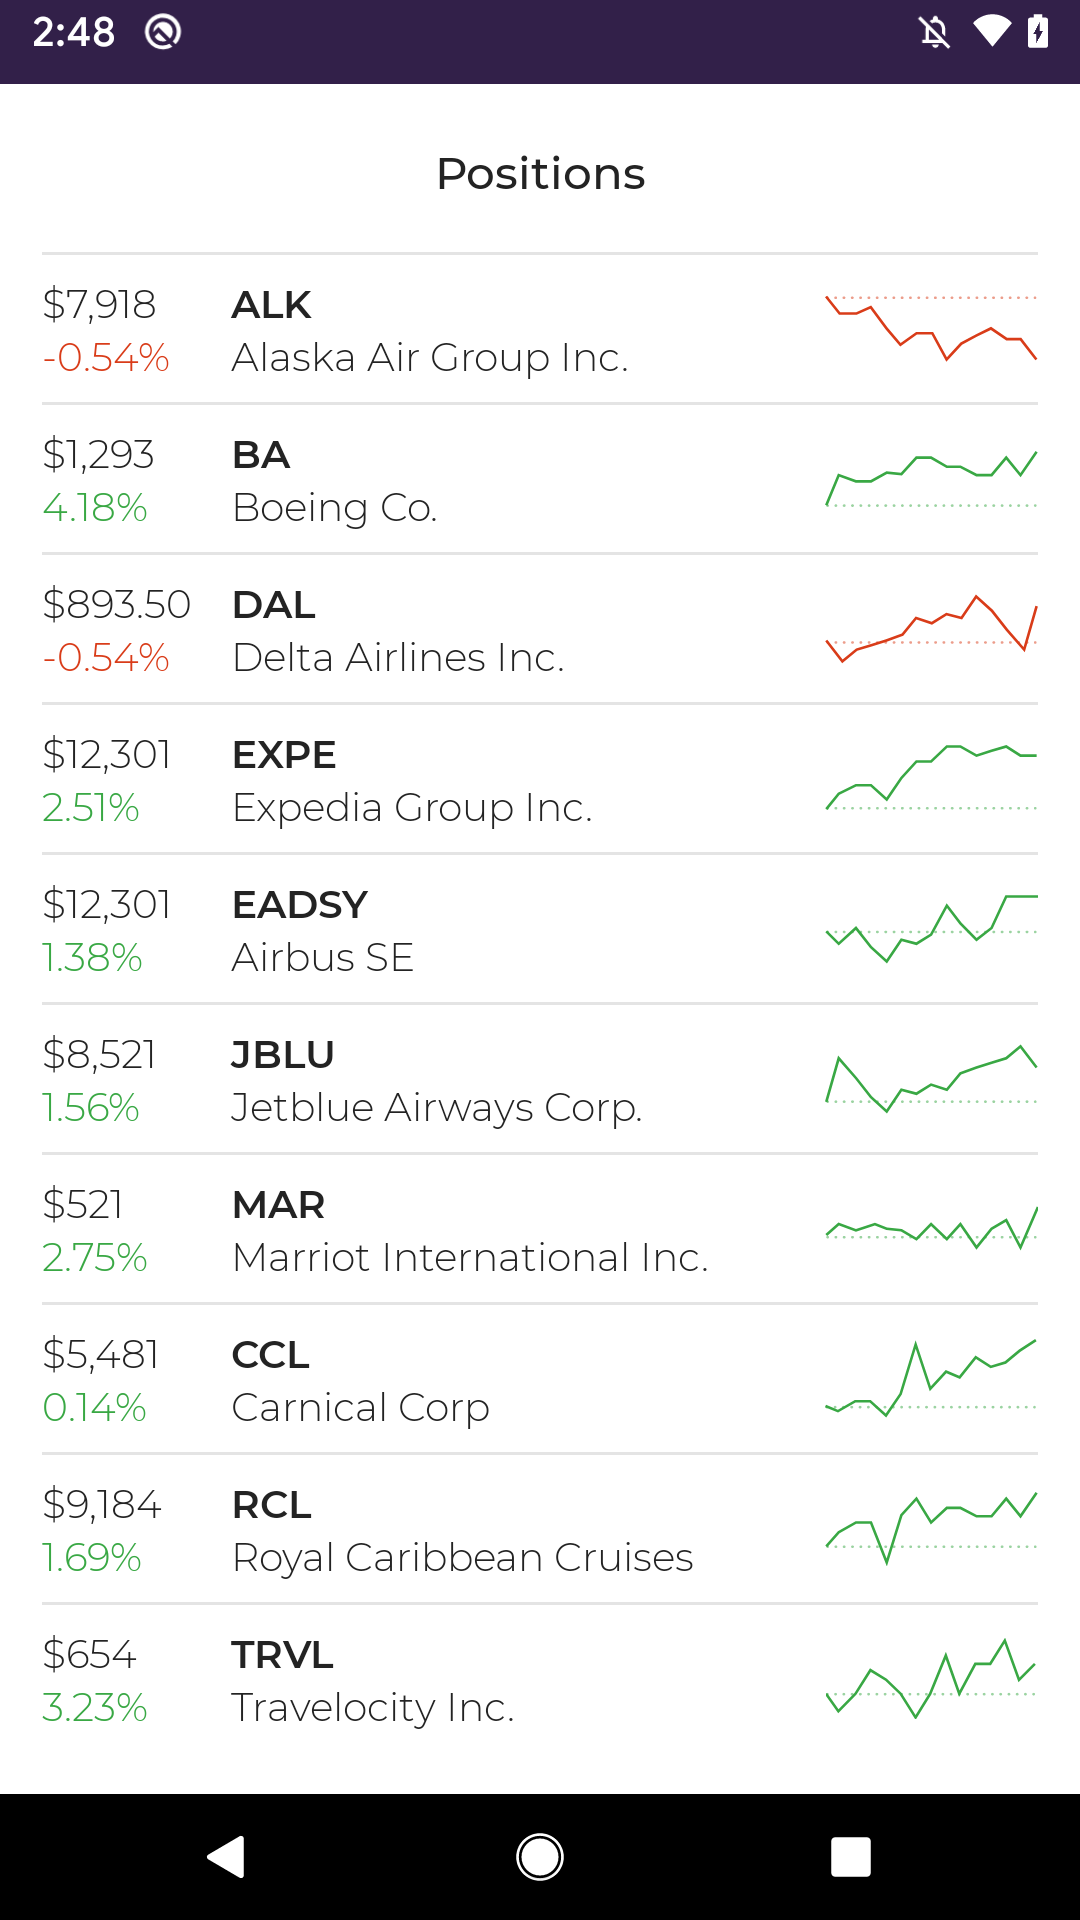 2:48
Positions
$7,918 ALK
-0.54% Alaska Air Group Inc.
$1,293 BA
4.18% Boeing Co.
$893.50 DAL
-0.54% Delta Airlines Inc.
$12,301 EXPE
2.51% Expedia Group Inc.
$12,301 EADSY
1.38% Airbus SE
$8,521 JBLU
1.56% Jetblue Airways Corp.
$521 MAR
2.75% Marriot International Inc.
$5,481 CCL
0.14% Carnical Corp
$9,184 RCL
1.69% Royal Caribbean Cruises
$654 TRVL
3.23% Travelocity Inc.